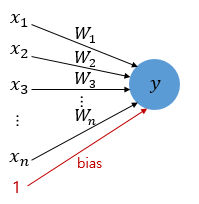 x₁
W₁
x₂
W₂
x₃
W₃
y
⋮
⋮
Wₙ
xₙ
bias
1